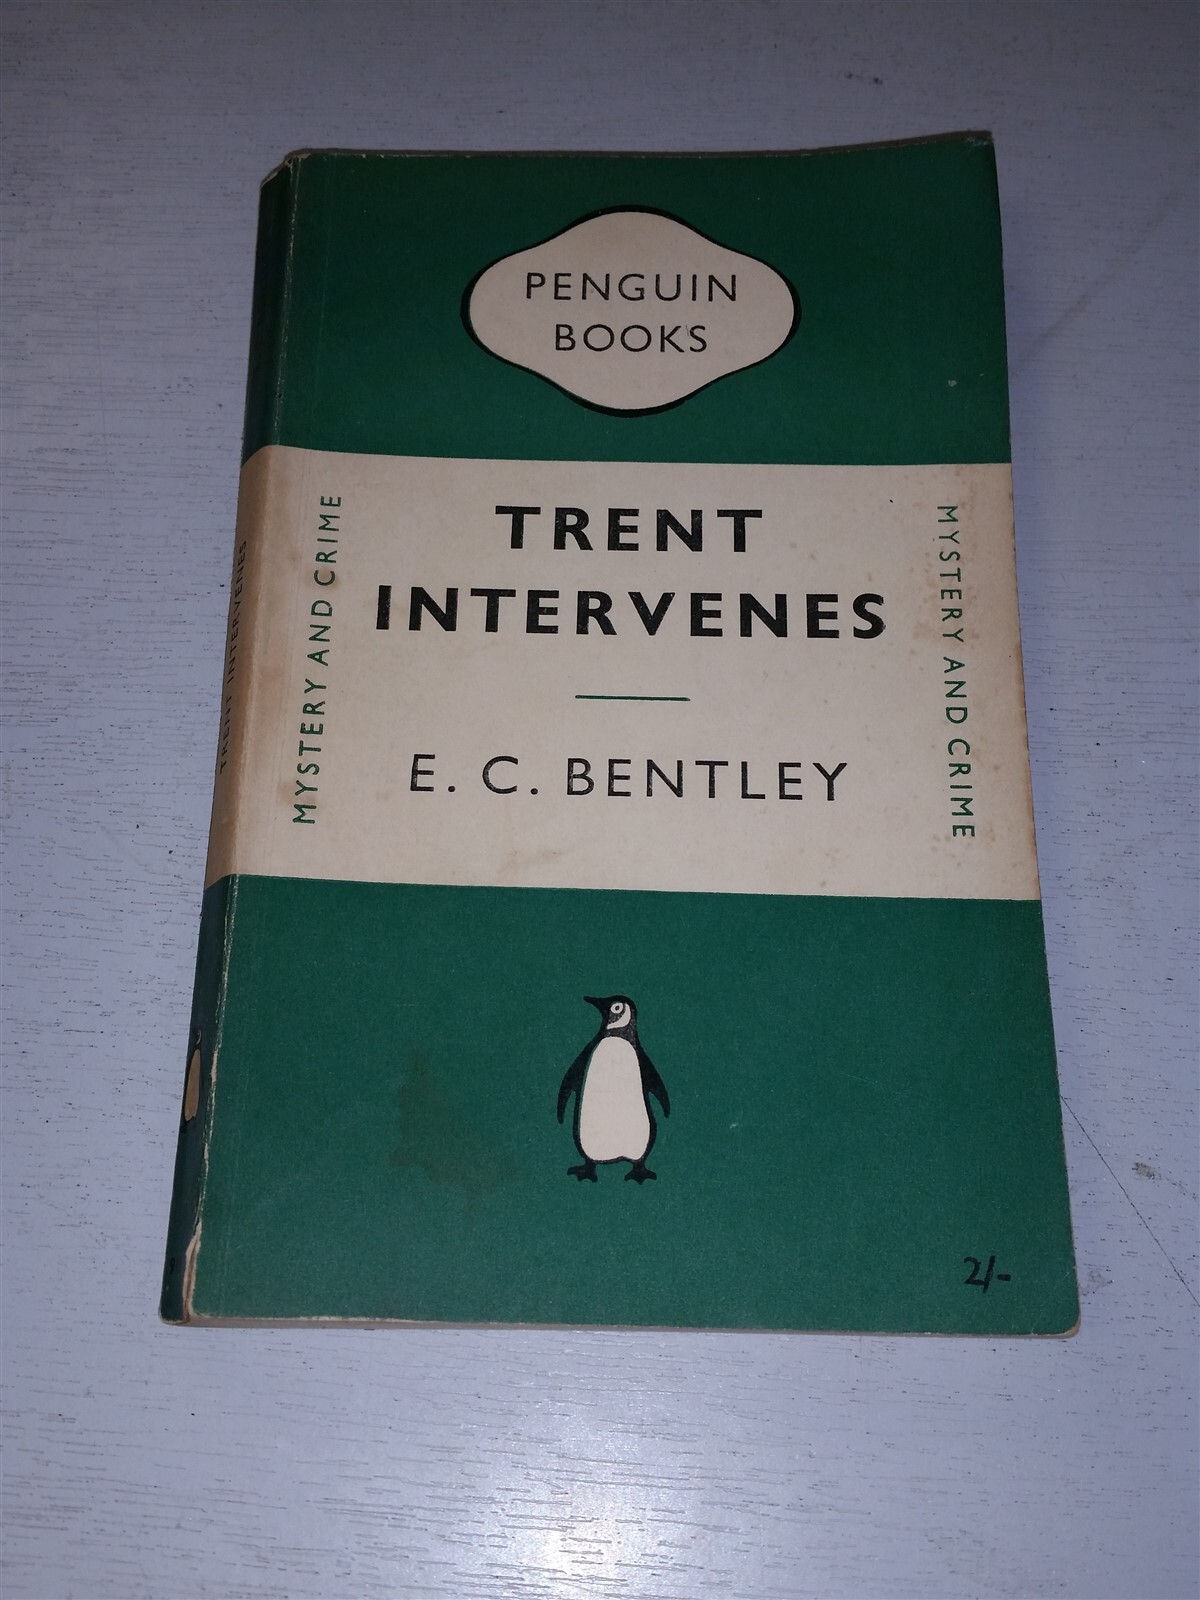 PENGUIN
BOOKS
TRENT
INTERVENES
E. C. BENTLEY
MYSTERY AND CRIME
MYSTERY AND CRIME
TRENT INTERVENES
2/-